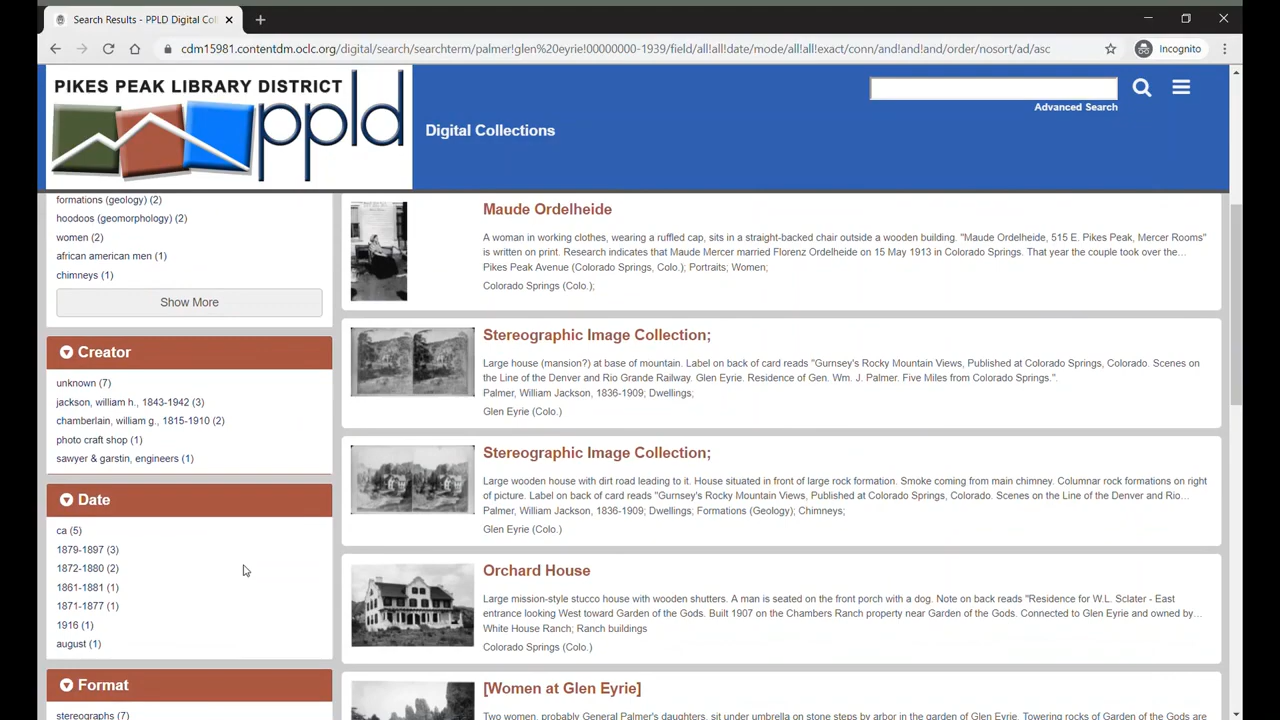 Search Results - PPLD Digital Col
cdm15981.contentdm.oclc.org/digital/search/searchterm/palmer!glen%20eyrie!00000000-1939/field/all!all!date/mode/all!all!exact/conn/and!and!and/order/nosort/ad/asc
Incognito
PIKES PEAK LIBRARY DISTRICT
ppld
Digital Collections
Advanced Search
formations (geology) (2)
hoodoos (geomorphology) (2)
women (2)
african american men (1)
chimneys (1)
Show More
Creator
unknown (7)
jackson, william h., 1843-1942 (3)
chamberlain, william g., 1815-1910 (2)
photo craft shop (1)
sawyer & garstin, engineers (1)
Date
ca (5)
1879-1897 (3)
1872-1880 (2)
1861-1881 (1)
1871-1877 (1)
1916 (1)
august (1)
Format
stereographs (7)
Maude Ordelheide
A woman in working clothes, wearing a ruffled cap, sits in a straight-backed chair outside a wooden building. "Maude Ordelheide, 515 E. Pikes Peak, Mercer Rooms"
is written on print. Research indicates that Maude Mercer married Florenz Ordelheide on 15 May 1913 in Colorado Springs. That year the couple took over the...
Pikes Peak Avenue (Colorado Springs, Colo.); Portraits; Women;
Colorado Springs (Colo.);
Stereographic Image Collection;
Large house (mansion?) at base of mountain. Label on back of card reads "Gurnsey's Rocky Mountain Views, Published at Colorado Springs, Colorado. Scenes on
the Line of the Denver and Rio Grande Railway. Glen Eyrie. Residence of Gen. Wm. J. Palmer. Five Miles from Colorado Springs.".
Palmer, William Jackson, 1836-1909; Dwellings;
Glen Eyrie (Colo.)
Stereographic Image Collection;
Large wooden house with dirt road leading to it. House situated in front of large rock formation. Smoke coming from main chimney. Columnar rock formations on right
of picture. Label on back of card reads "Gurnsey's Rocky Mountain Views, Published at Colorado Springs, Colorado. Scenes on the Line of the Denver and Rio...
Palmer, William Jackson, 1836-1909; Dwellings; Formations (Geology); Chimneys;
Glen Eyrie (Colo.)
Orchard House
Large mission-style stucco house with wooden shutters. A man is seated on the front porch with a dog. Note on back reads "Residence for W.L. Sclater - East
entrance looking West toward Garden of the Gods. Built 1907 on the Chambers Ranch property near Garden of the Gods. Connected to Glen Eyrie and owned by...
White House Ranch; Ranch buildings
Colorado Springs (Colo.)
[Women at Glen Eyrie]
Two women, probably General Palmer's daughters, sit under umbrella on stone steps by arbor in the garden of Glen Eyrie. Towering rocks of Garden of the Gods are